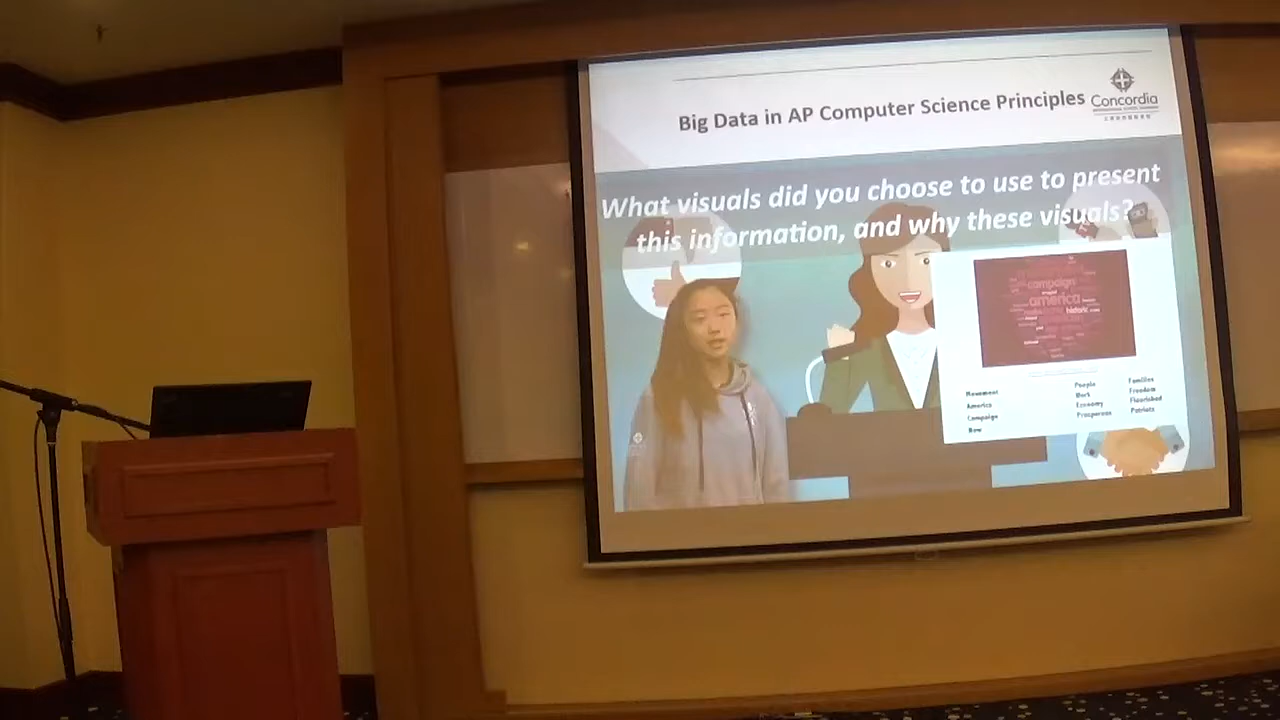 Big Data in AP Computer Science Principles
Concordia
What visuals did you choose to use to present
this information, and why these visuals?
campaign
america
historic
Movement
America
Campaign
Now
People
Work
Economy
Prosperous
Families
Freedom
Flourished
Patriots